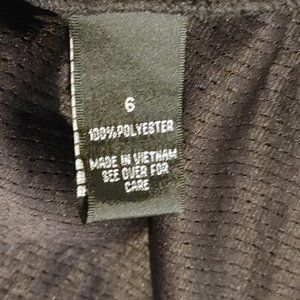 6
100% POLYESTER
MADE IN VIETNAM
SEE OVER FOR
CARE